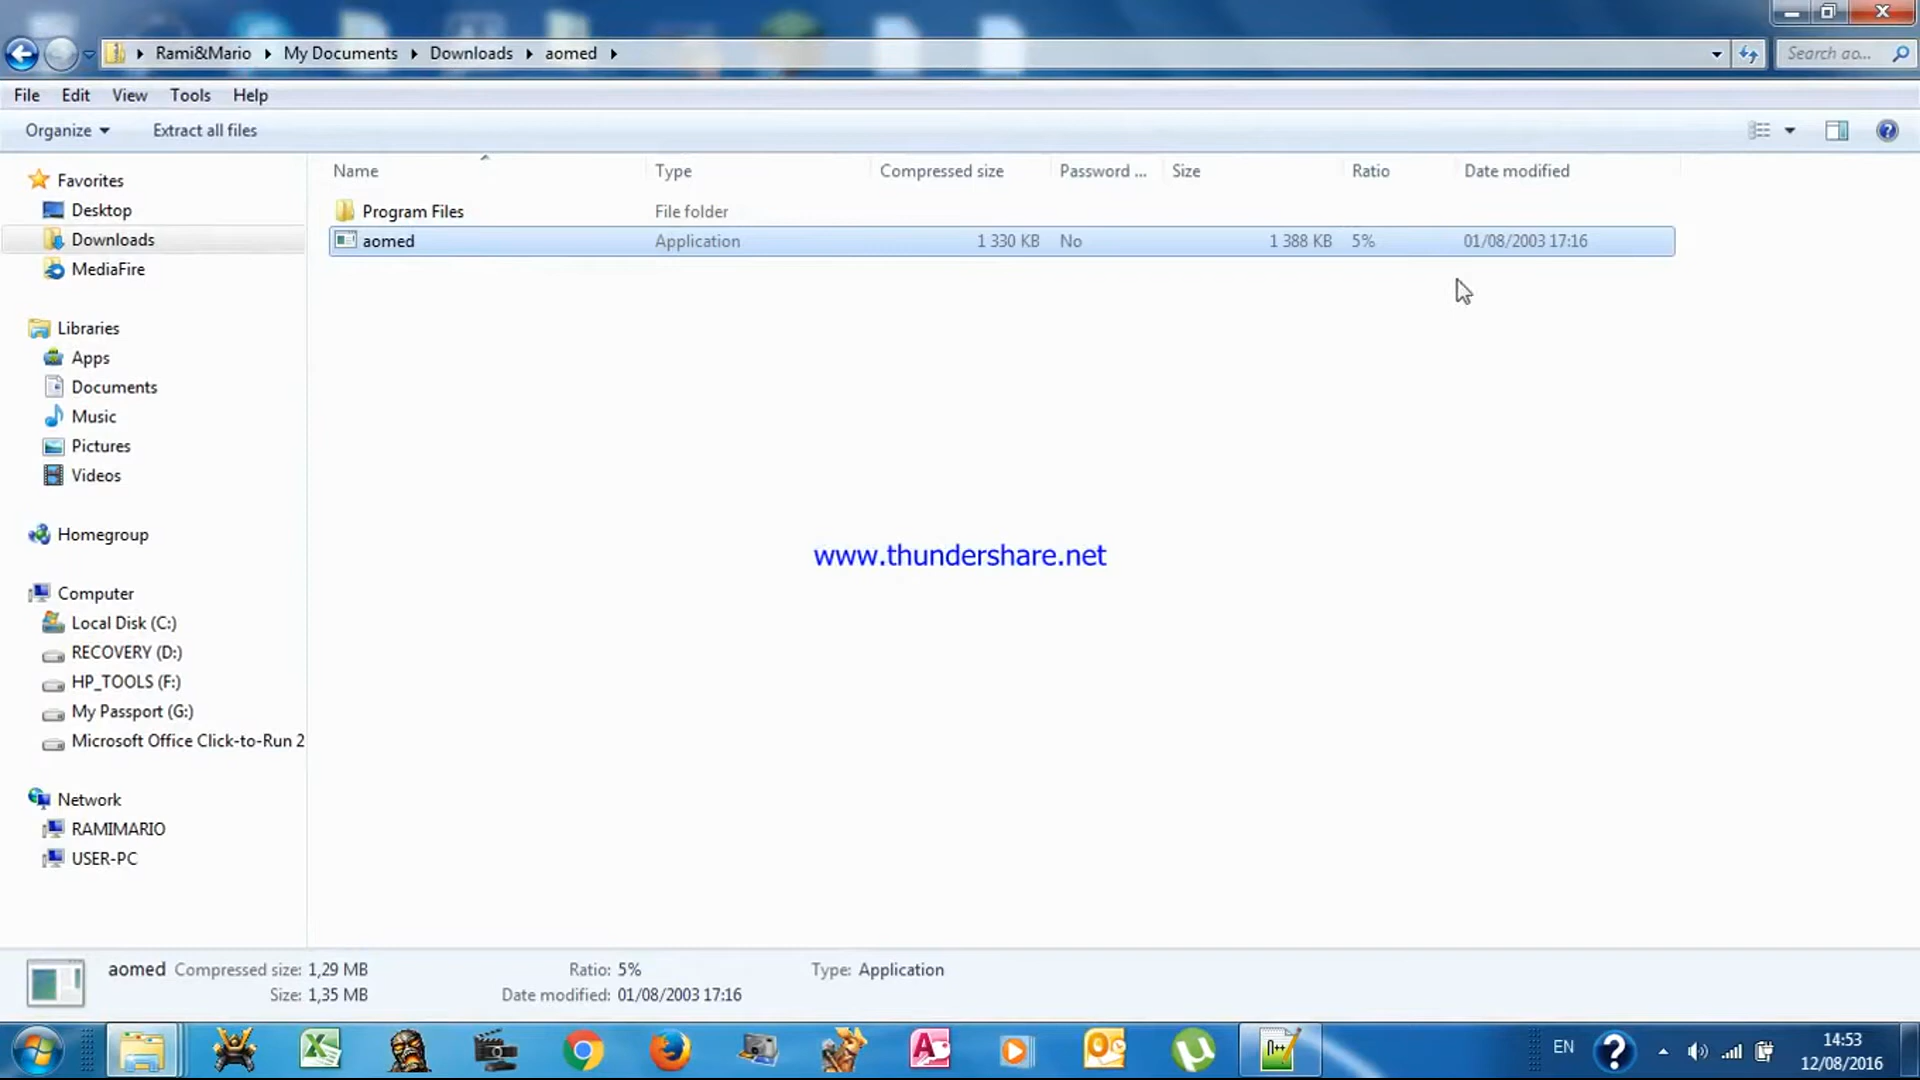 Rami&Mario My Documents Downloads aomed
Search ao...
File Edit View Tools Help
Organize Extract all files
Name Type Compressed size Password ... Size Ratio Date modified
Program Files File folder
aomed Application 1 330 KB No 1 388 KB 5% 01/08/2003 17:16
Favorites
Desktop
Downloads
MediaFire
Libraries
Apps
Documents
Music
Pictures
Videos
Homegroup
Computer
Local Disk (C:)
RECOVERY (D:)
HP_TOOLS (F:)
My Passport (G:)
Microsoft Office Click-to-Run 2
Network
RAMIMARIO
USER-PC
www.thundershare.net
aomed Compressed size: 1,29 MB Ratio: 5% Type: Application
Size: 1,35 MB Date modified: 01/08/2003 17:16
EN
14:53
12/08/2016